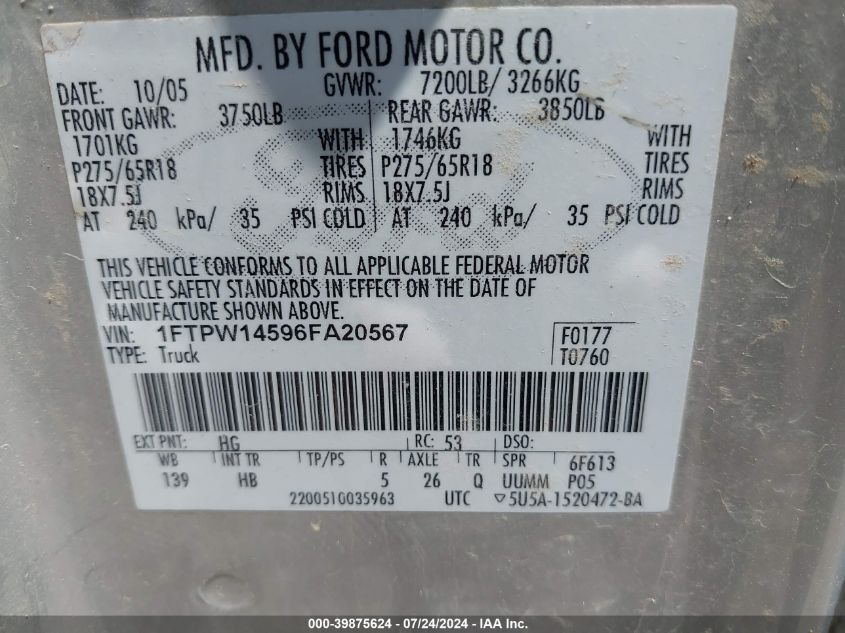 MFD. BY FORD MOTOR CO.
DATE: 10/05 GVWR: 7200LB/ 3266KG
FRONT GAWR: 3750LB REAR GAWR: 3850LB
1701KG WITH 1746KG WITH
P275/65R18 TIRES P275/65R18 TIRES
18X7.5J RIMS 18X7.5J RIMS
AT 240 kPa/ 35 PSI COLD AT 240 kPa/ 35 PSI COLD
THIS VEHICLE CONFORMS TO ALL APPLICABLE FEDERAL MOTOR
VEHICLE SAFETY STANDARDS IN EFFECT ON THE DATE OF
MANUFACTURE SHOWN ABOVE.
VIN: 1FTPW14596FA20567 F0177
TYPE: Truck T0760
EXT PNT: HG RC: 53 DSO:
WB INT TR TP/PS R AXLE TR SPR 6F613
139 HB 5 26 Q UUMM P05
2200510035963 UTC ▽5U5A-1520472-BA
000-39875624 / 07/24/2024 - IAA Inc.